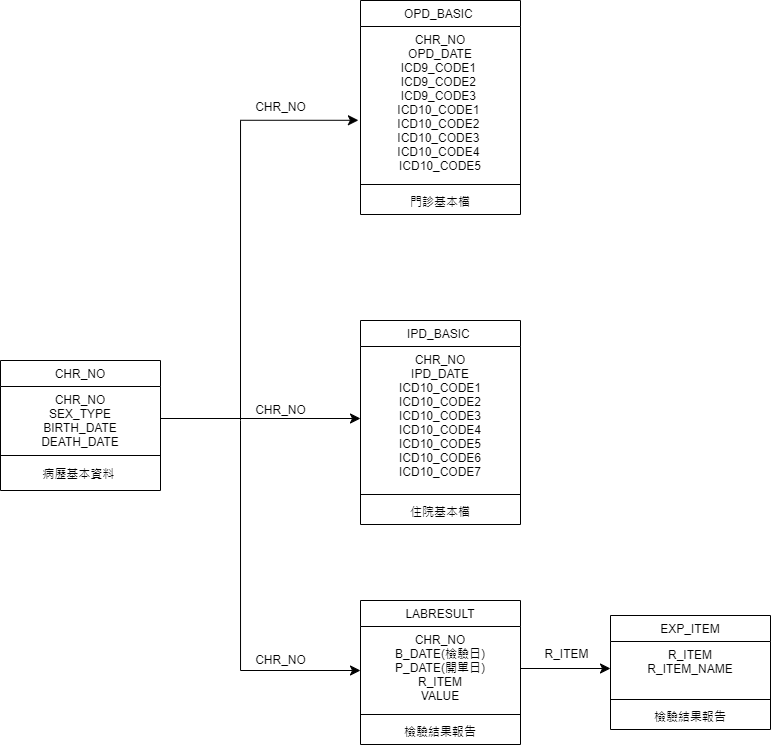 OPD_BASIC
CHR_NO
OPD_DATE
ICD9_CODE1
ICD9_CODE2
ICD9_CODE3
ICD10_CODE1
ICD10_CODE2
ICD10_CODE3
ICD10_CODE4
ICD10_CODE5
門診基本檔
CHR_NO
IPD_BASIC
CHR_NO
IPD_DATE
ICD10_CODE1
ICD10_CODE2
ICD10_CODE3
ICD10_CODE4
ICD10_CODE5
ICD10_CODE6
ICD10_CODE7
住院基本檔
CHR_NO
CHR_NO
CHR_NO
SEX_TYPE
BIRTH_DATE
DEATH_DATE
病歷基本資料
CHR_NO
LABRESULT
CHR_NO
B_DATE(檢驗日)
P_DATE(開單日)
R_ITEM
VALUE
檢驗結果報告
R_ITEM
EXP_ITEM
R_ITEM
R_ITEM_NAME
檢驗結果報告